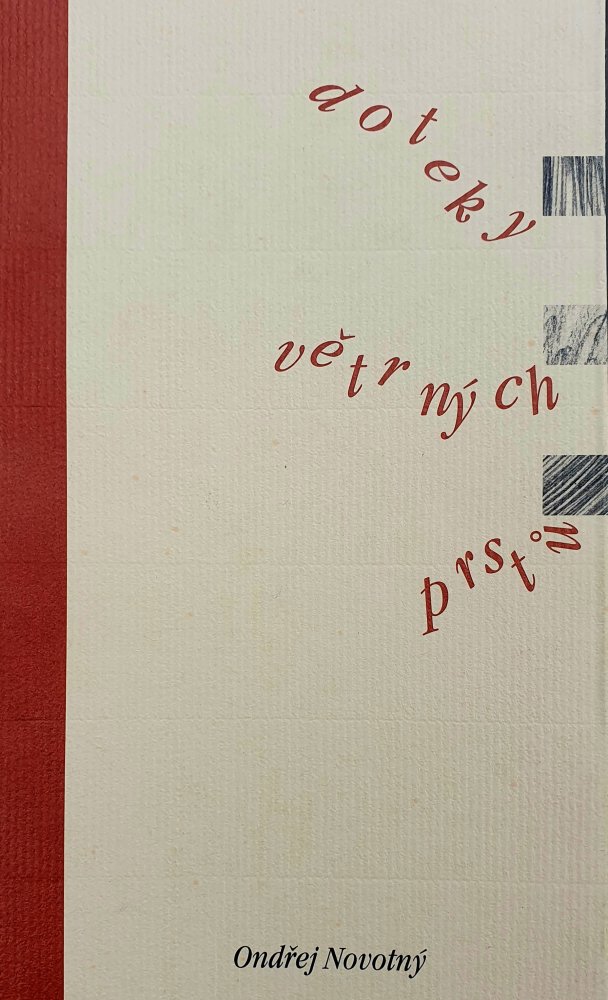 doteky
větrných
prstů
Ondřej Novotný